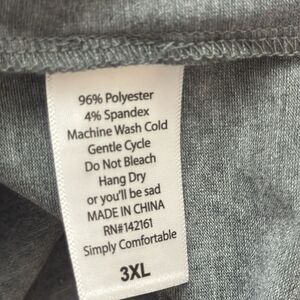 96% Polyester
4% Spandex
Machine Wash Cold
Gentle Cycle
Do Not Bleach
Hang Dry
or you'll be sad
MADE IN CHINA
RN#142161
Simply Comfortable
3XL